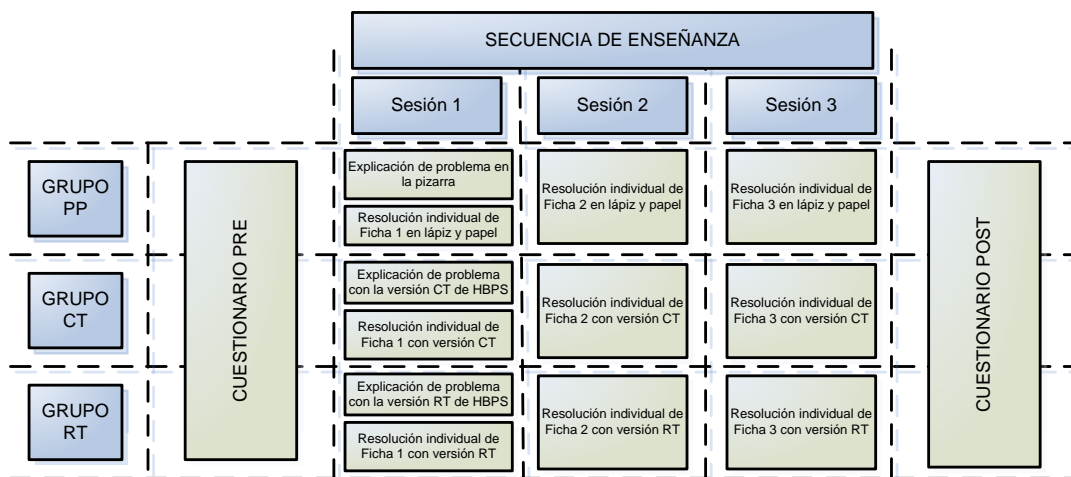 SECUENCIA DE ENSEÑANZA
Sesión 1
Sesión 2
Sesión 3
GRUPO
PP
CUESTIONARIO PRE
Explicación de problema en
la pizarra
Resolución individual de
Ficha 1 en lápiz y papel
Resolución individual de
Ficha 2 en lápiz y papel
Resolución individual de
Ficha 3 en lápiz y papel
CUESTIONARIO POST
GRUPO
CT
Explicación de problema
con la versión CT de HBPS
Resolución individual de
Ficha 1 con versión CT
Resolución individual de
Ficha 2 con versión CT
Resolución individual de
Ficha 3 con versión CT
GRUPO
RT
Explicación de problema
con la versión RT de HBPS
Resolución individual de
Ficha 1 con versión RT
Resolución individual de
Ficha 2 con versión RT
Resolución individual de
Ficha 3 con versión RT